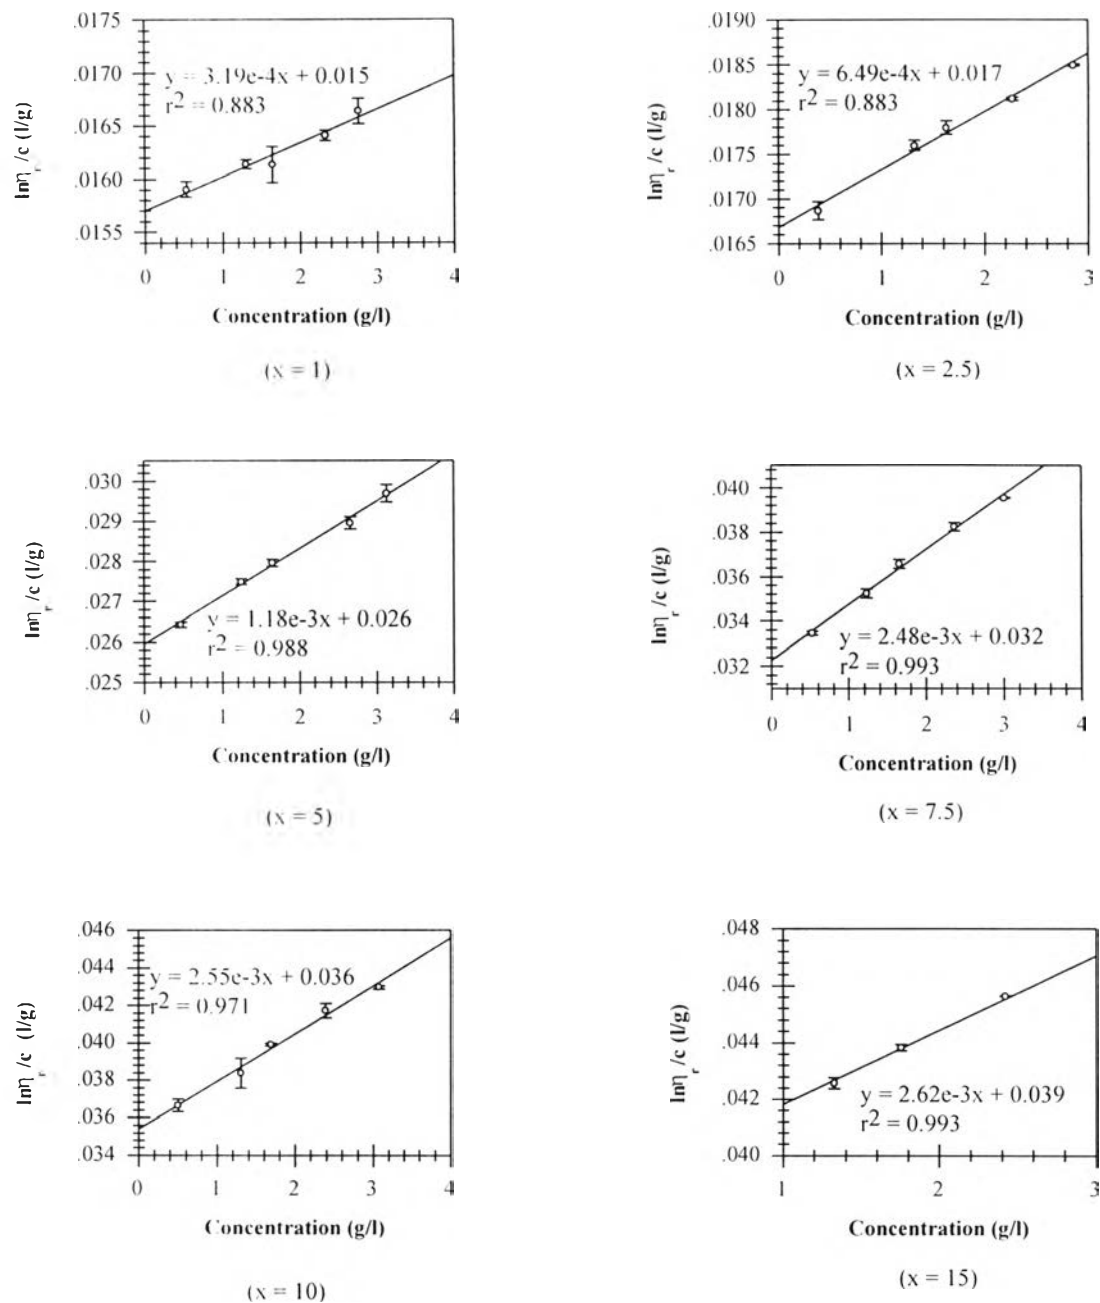 .0175
.0170
.0165
.0160
.0155
y = 3.19e-4x + 0.015
r2 = 0.883
lnηr /c (l/g)
0 1 2 3 4
Concentration (g/l)
(x = 1)
.0190
.0185
.0180
.0175
.0170
.0165
y = 6.49e-4x + 0.017
r2 = 0.883
lnηr /c (l/g)
0 1 2 3
Concentration (g/l)
(x = 2.5)
.030
.029
.028
.027
.026
.025
y = 1.18e-3x + 0.026
r2 = 0.988
lnηr /c (l/g)
0 1 2 3 4
Concentration (g/l)
(x = 5)
.040
.038
.036
.034
.032
y = 2.48e-3x + 0.032
r2 = 0.993
lnηr /c (l/g)
0 1 2 3 4
Concentration (g/l)
(x = 7.5)
.046
.044
.042
.040
.038
.036
.034
y = 2.55e-3x + 0.036
r2 = 0.971
lnηr /c (l/g)
0 1 2 3 4
Concentration (g/l)
(x = 10)
.048
.046
.044
.042
.040
y = 2.62e-3x + 0.039
r2 = 0.993
lnηr /c (l/g)
1 2 3
Concentration (g/l)
(x = 15)